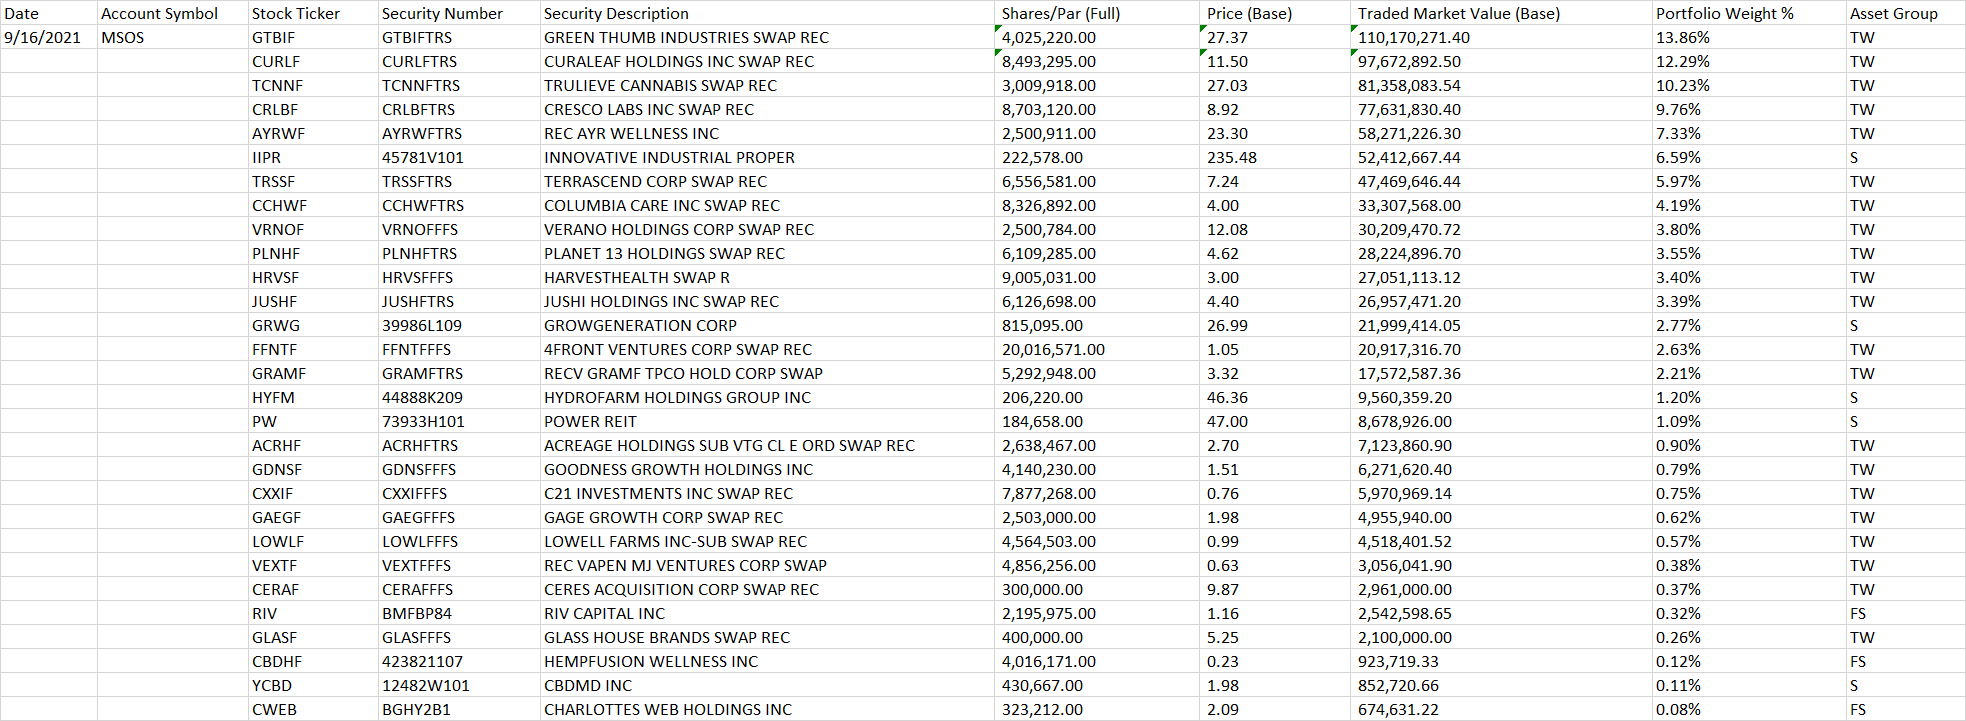 Date Account Symbol Stock Ticker Security Number Security Description Shares/Par (Full) Price (Base) Traded Market Value (Base) Portfolio Weight % Asset Group
9/16/2021 MSOS GTBIF GTBIFTRS GREEN THUMB INDUSTRIES SWAP REC 4,025,220.00 27.37 110,170,271.40 13.86% TW
CURLF CURLFTRS CURALEAF HOLDINGS INC SWAP REC 8,493,295.00 11.50 97,672,892.50 12.29% TW
TCNNF TCNNFTRS TRULIEVE CANNABIS SWAP REC 3,009,918.00 27.03 81,358,083.54 10.23% TW
CRLBF CRLBFTRS CRESCO LABS INC SWAP REC 8,703,120.00 8.92 77,631,830.40 9.76% TW
AYRWF AYRWFTRS REC AYR WELLNESS INC 2,500,911.00 23.30 58,271,226.30 7.33% TW
IIPR 45781V101 INNOVATIVE INDUSTRIAL PROPER 222,578.00 235.48 52,412,667.44 6.59% S
TRSSF TRSSFTRS TERRASCEND CORP SWAP REC 6,556,581.00 7.24 47,469,646.44 5.97% TW
CCHWF CCHWFTRS COLUMBIA CARE INC SWAP REC 8,326,892.00 4.00 33,307,568.00 4.19% TW
VRNOF VRNOFFFS VERANO HOLDINGS CORP SWAP REC 2,500,784.00 12.08 30,209,470.72 3.80% TW
PLNHF PLNHFTRS PLANET 13 HOLDINGS SWAP REC 6,109,285.00 4.62 28,224,896.70 3.55% TW
HRVSF HRVSFFFS HARVESTHEALTH SWAP R 9,005,031.00 3.00 27,051,113.12 3.40% TW
JUSHF JUSHFTRS JUSHI HOLDINGS INC SWAP REC 6,126,698.00 4.40 26,957,471.20 3.39% TW
GRWG 39986L109 GROWGENERATION CORP 815,095.00 26.99 21,999,414.05 2.77% S
FFNTF FFNTFFFS 4FRONT VENTURES CORP SWAP REC 20,016,571.00 1.05 20,917,316.70 2.63% TW
GRAMF GRAMFTRS RECV GRAMF TPCO HOLD CORP SWAP 5,292,948.00 3.32 17,572,587.36 2.21% TW
HYFM 44888K209 HYDROFARM HOLDINGS GROUP INC 206,220.00 46.36 9,560,359.20 1.20% S
PW 73933H101 POWER REIT 184,658.00 47.00 8,678,926.00 1.09% S
ACRHF ACRHFTRS ACREAGE HOLDINGS SUB VTG CL E ORD SWAP REC 2,638,467.00 2.70 7,123,860.90 0.90% TW
GDNSF GDNSFFFS GOODNESS GROWTH HOLDINGS INC 4,140,230.00 1.51 6,271,620.40 0.79% TW
CXXIF CXXIFFFS C21 INVESTMENTS INC SWAP REC 7,877,268.00 0.76 5,970,969.14 0.75% TW
GAEGF GAEGFFFS GAGE GROWTH CORP SWAP REC 2,503,000.00 1.98 4,955,940.00 0.62% TW
LOWLF LOWLFFFS LOWELL FARMS INC-SUB SWAP REC 4,564,503.00 0.99 4,518,401.52 0.57% TW
VEXTF VEXTFFFS REC VAPEN MJ VENTURES CORP SWAP 4,856,256.00 0.63 3,056,041.90 0.38% TW
CERAF CERAFFFS CERES ACQUISITION CORP SWAP REC 300,000.00 9.87 2,961,000.00 0.37% TW
RIV BMFBP84 RIV CAPITAL INC 2,195,975.00 1.16 2,542,598.65 0.32% FS
GLASF GLASFFFS GLASS HOUSE BRANDS SWAP REC 400,000.00 5.25 2,100,000.00 0.26% TW
CBDHF 423821107 HEMPFUSION WELLNESS INC 4,016,171.00 0.23 923,719.33 0.12% FS
YCBD 12482W101 CBDMD INC 430,667.00 1.98 852,720.66 0.11% S
CWEB BGHY2B1 CHARLOTTES WEB HOLDINGS INC 323,212.00 2.09 674,631.22 0.08% FS